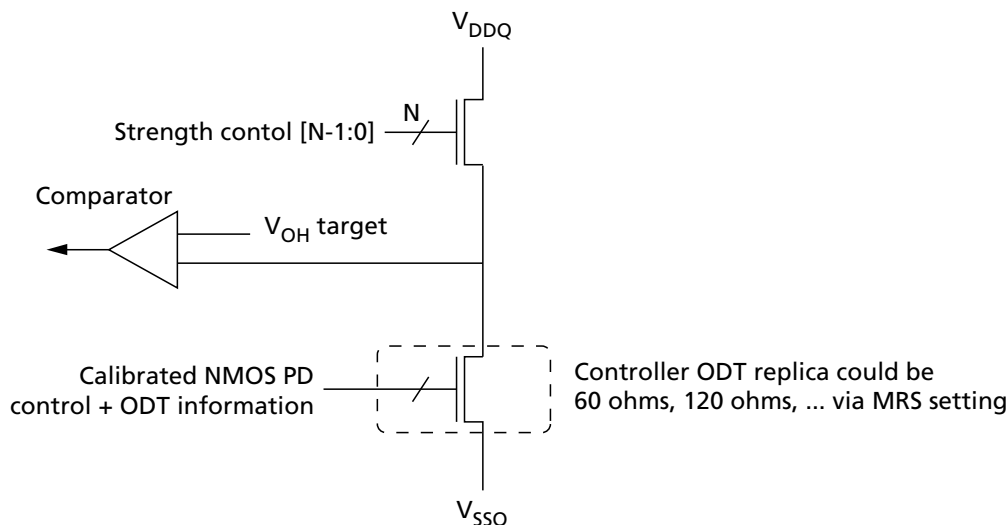 VDDQ
N
Strength contol [N-1:0]
Comparator
VOH target
Calibrated NMOS PD
control + ODT information
Controller ODT replica could be
60 ohms, 120 ohms, ... via MRS setting
VSSQ